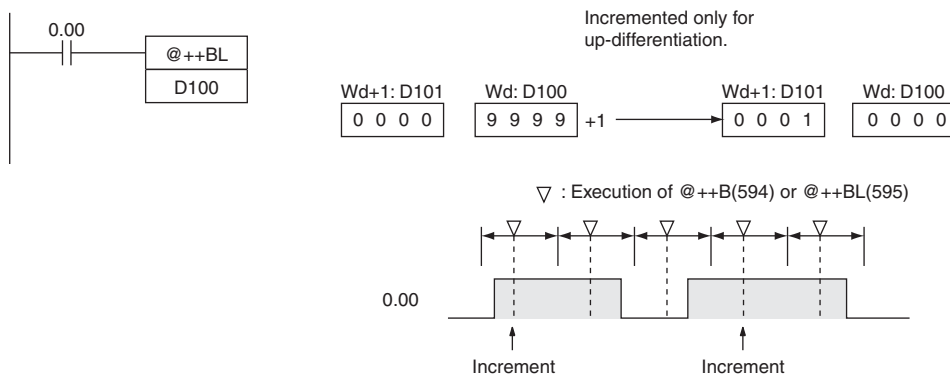 0.00
@++BL
D100
Incremented only for
up-differentiation.
Wd+1: D101 Wd: D100 Wd+1: D101 Wd: D100
0 0 0 0 9 9 9 9 +1 0 0 0 1 0 0 0 0
▽ : Execution of @++B(594) or @++BL(595)
0.00
Increment Increment